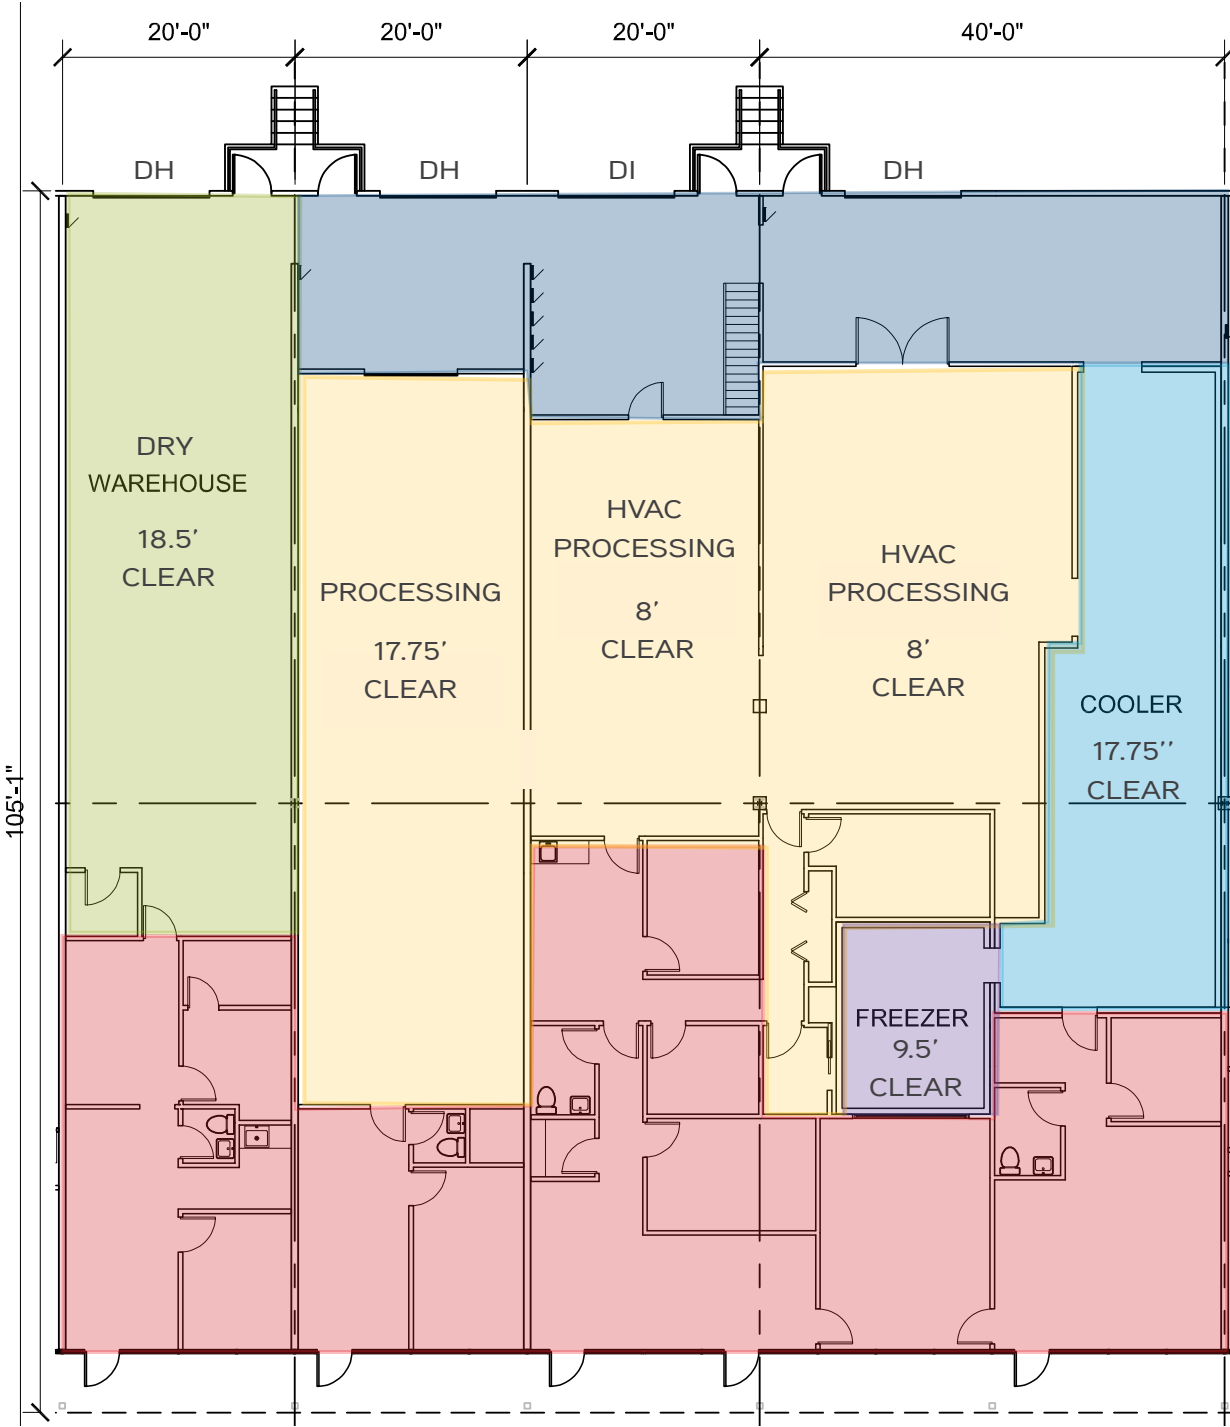 20'-0" 20'-0" 20'-0" 40'-0"
DH DH DI DH
105'-1"
DRY
WAREHOUSE
18.5′
CLEAR
PROCESSING
17.75′
CLEAR
HVAC
PROCESSING
8′
CLEAR
HVAC
PROCESSING
8′
CLEAR
COOLER
17.75′′
CLEAR
FREEZER
9.5′
CLEAR